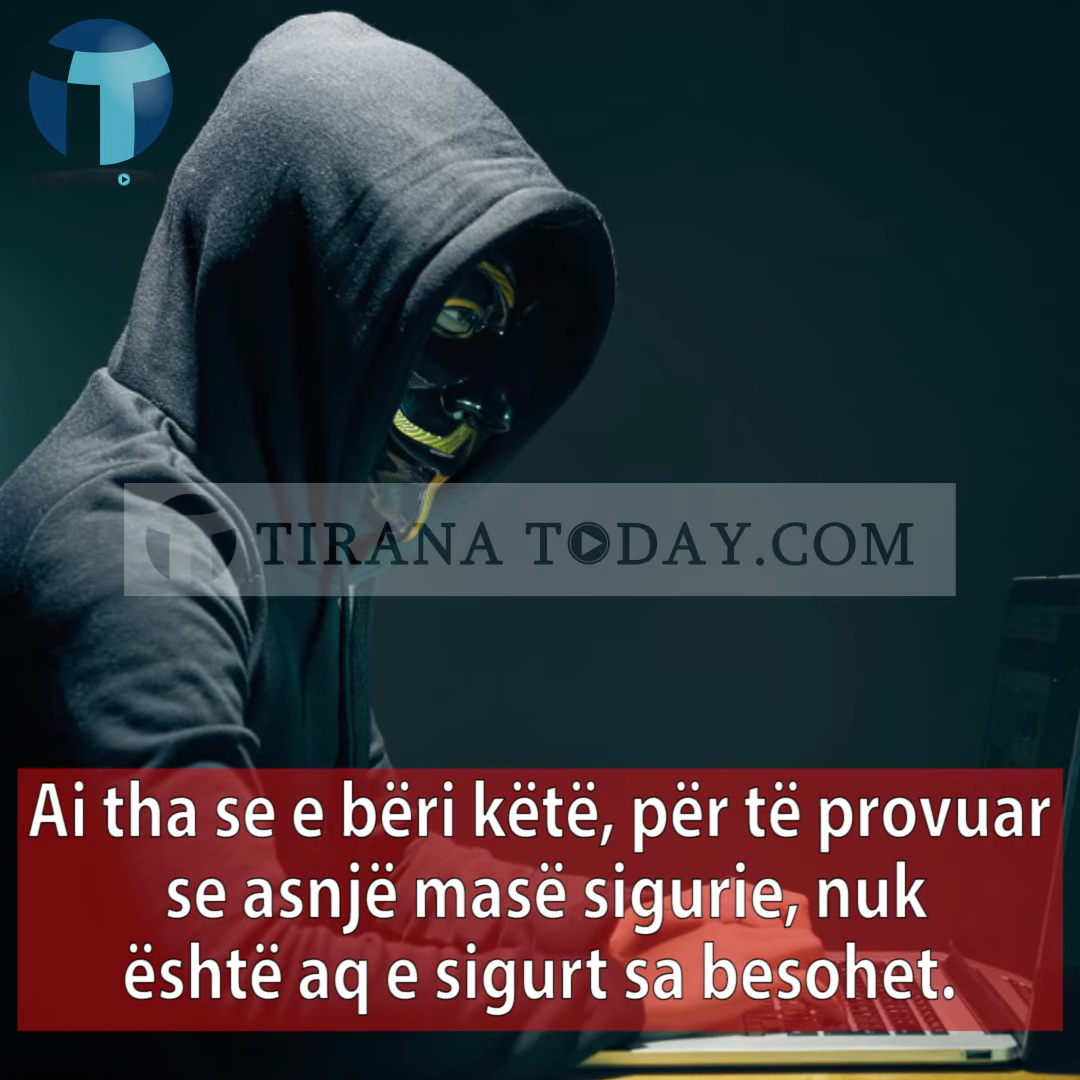 TIRANA TODAY.COM
Ai tha se e bëri këtë, për të provuar
se asnjë masë sigurie, nuk
është aq e sigurt sa besohet.